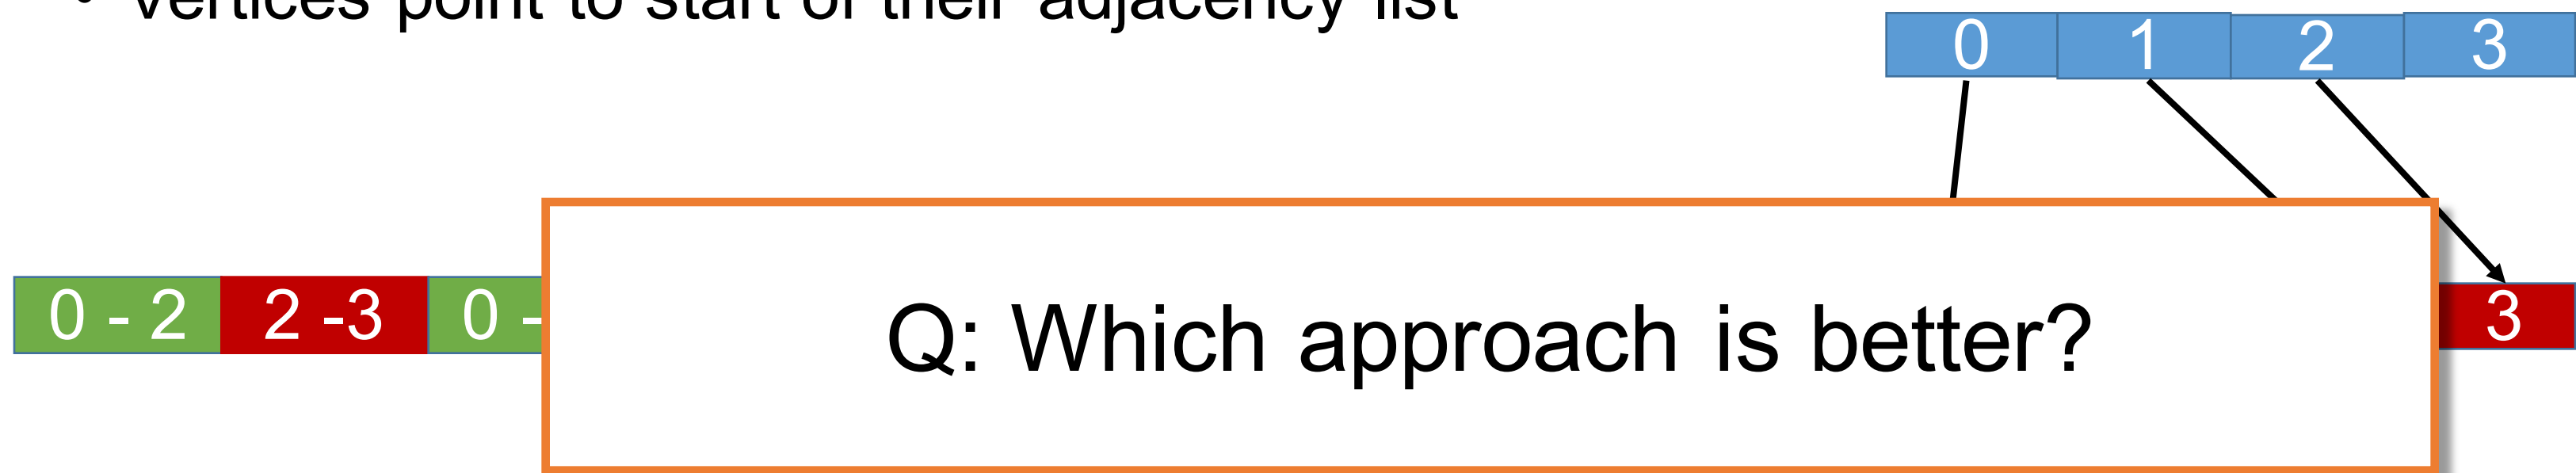 • vertices point to start of their adjacency list
0 1 2 3
0 - 2 2 -3 0 - 3
Q: Which approach is better?